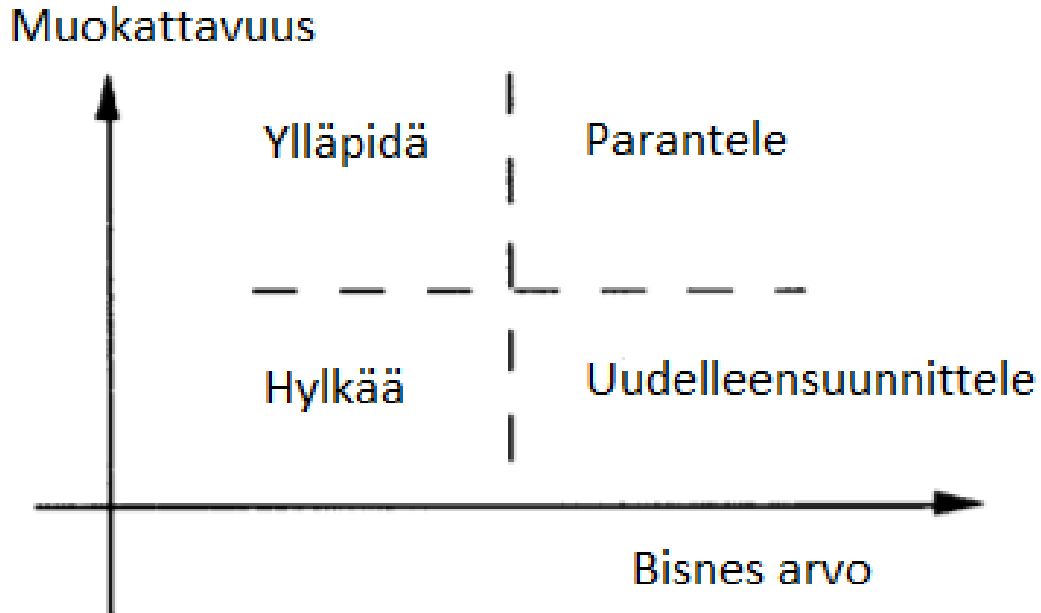 Muokattavuus
Ylläpidä
Parantele
Hylkää
Uudelleensuunnittele
Bisnes arvo